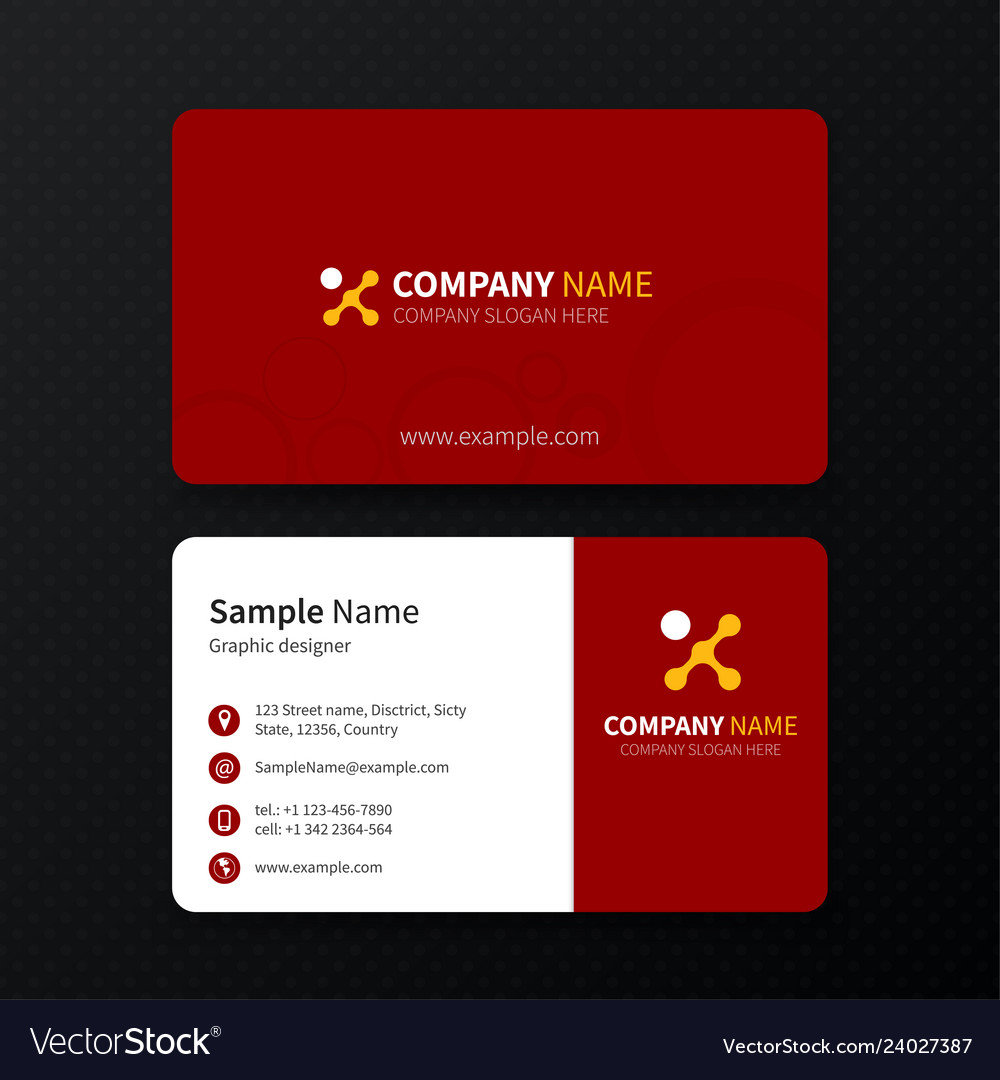 COMPANY NAME
COMPANY SLOGAN HERE
www.example.com
Sample Name
Graphic designer
123 Street name, Disctrict, Sicty
State, 12356, Country
@
SampleName@example.com
tel.: +1 123-456-7890
cell: +1 342 2364-564
www.example.com
COMPANY NAME
COMPANY SLOGAN HERE
VectorStock®
VectorStock.com/24027387